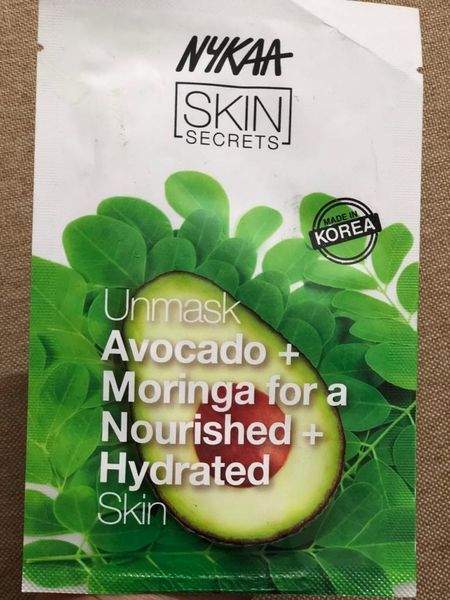 NYKAA
SKIN
SECRETS
MADE IN
KOREA
Unmask
Avocado +
Moringa for a
Nourished +
Hydrated
Skin